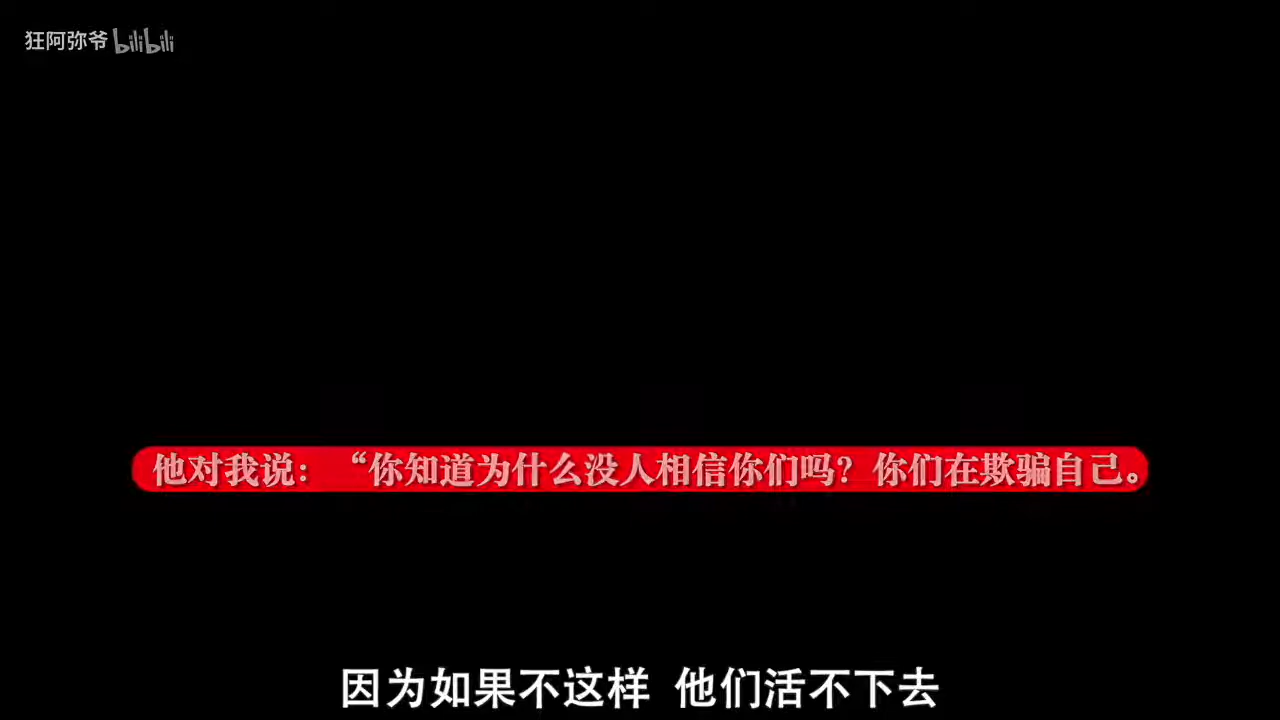 狂阿弥爷 bilibili
他对我说：“你知道为什么没人相信你们吗？你们在欺骗自己。
因为如果不这样 他们活不下去